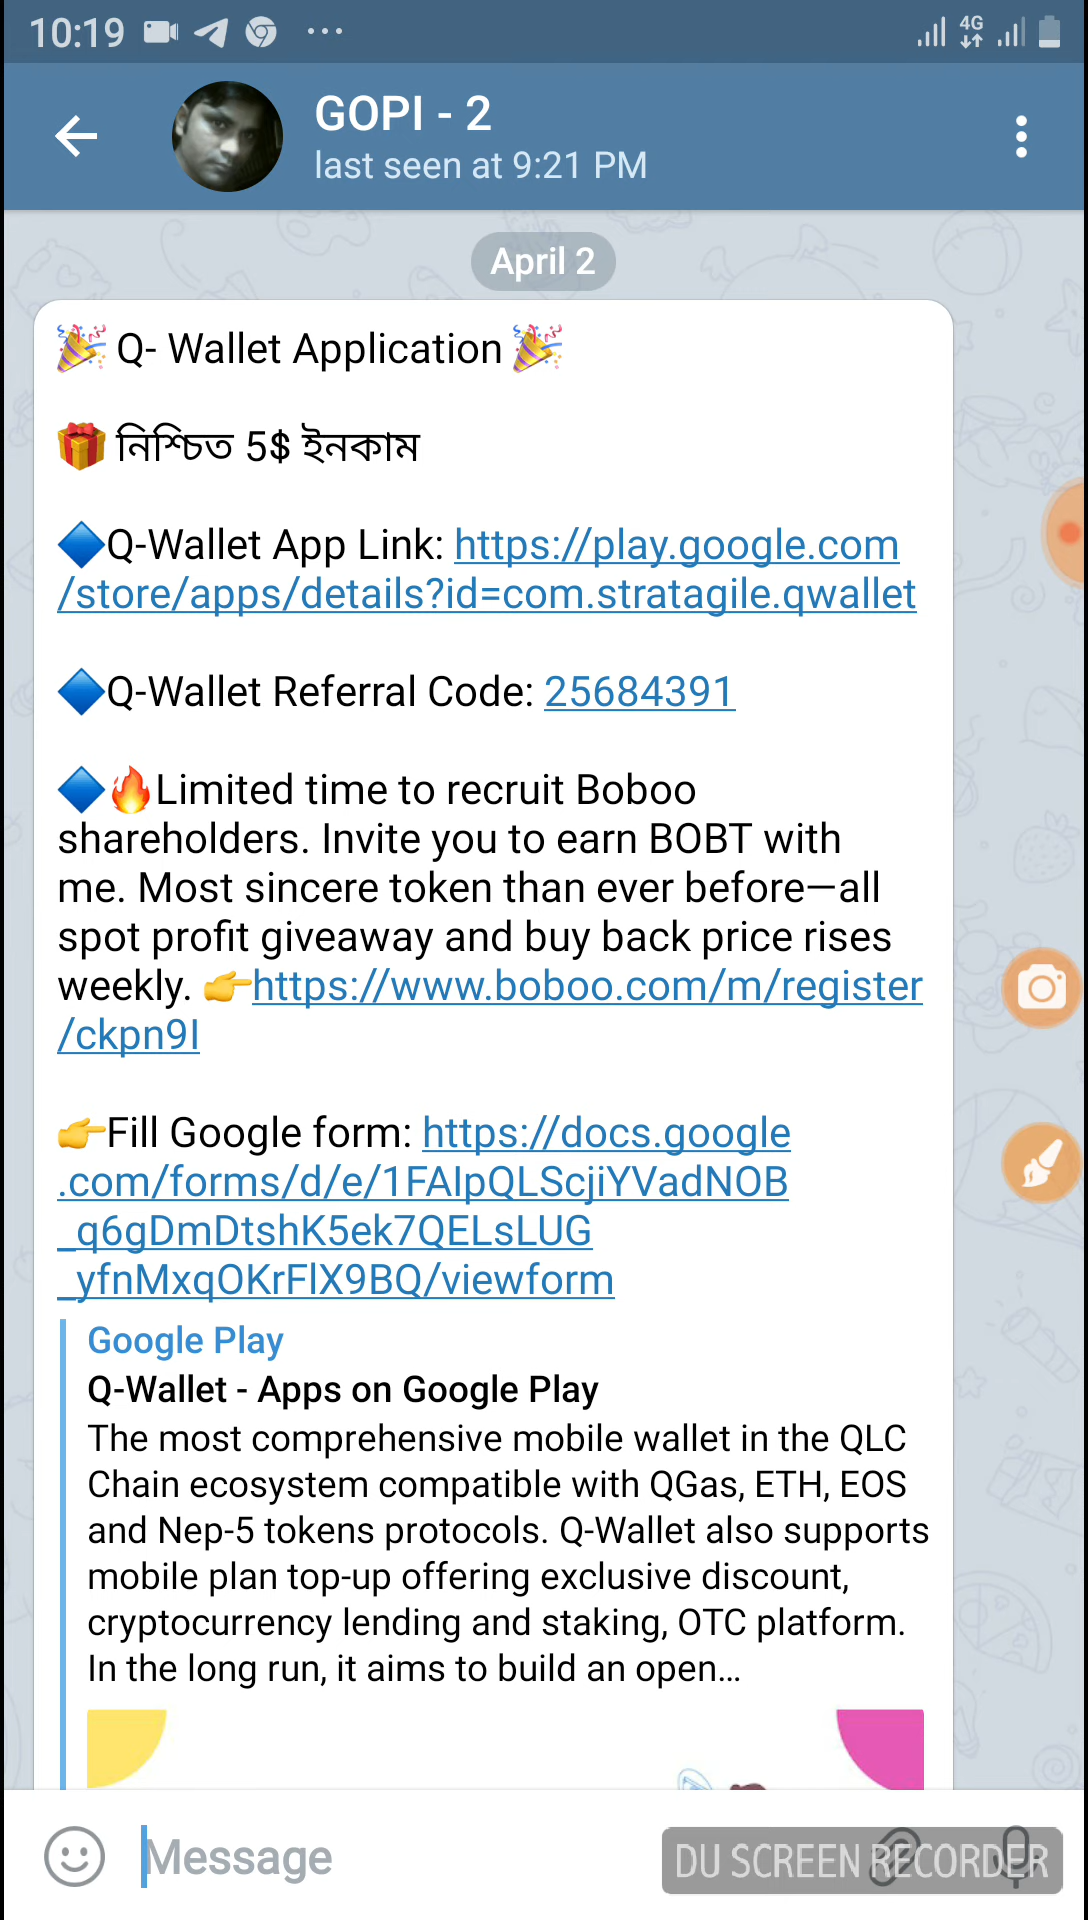 10:19
4G
GOPI - 2
last seen at 9:21 PM
April 2
🎉 Q- Wallet Application 🎉
🎁 নিশ্চিত 5$ ইনকাম
🔷Q-Wallet App Link: https://play.google.com
/store/apps/details?id=com.stratagile.qwallet
🔷Q-Wallet Referral Code: 25684391
🔷🔥Limited time to recruit Boboo
shareholders. Invite you to earn BOBT with
me. Most sincere token than ever before—all
spot profit giveaway and buy back price rises
weekly. 👉https://www.boboo.com/m/register
/ckpn9I
👉Fill Google form: https://docs.google
.com/forms/d/e/1FAIpQLScjiYVadNOB
_q6gDmDtshK5ek7QELsLUG
_yfnMxqOKrFlX9BQ/viewform
Google Play
Q-Wallet - Apps on Google Play
The most comprehensive mobile wallet in the QLC
Chain ecosystem compatible with QGas, ETH, EOS
and Nep-5 tokens protocols. Q-Wallet also supports
mobile plan top-up offering exclusive discount,
cryptocurrency lending and staking, OTC platform.
In the long run, it aims to build an open…
Message
DU SCREEN RECORDER